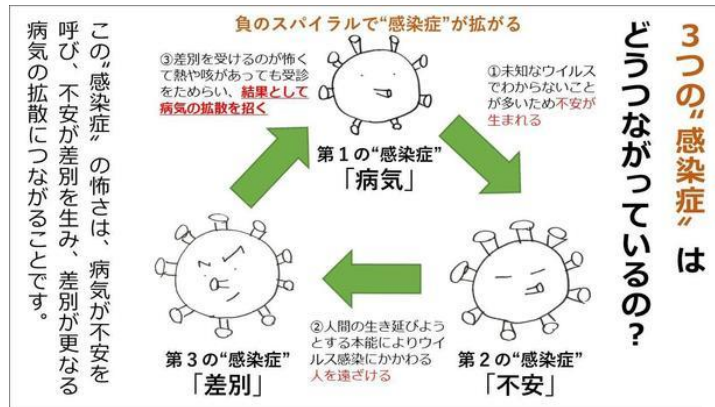 3つの“感染症”は
どうつながっているの?
負のスパイラルで“感染症”が拡がる
①未知なウイルス
でわからないこと
が多いため不安が
生まれる
第1の“感染症”
「病気」
②人間の生き延びよう
とする本能によりウイ
ルス感染にかかわる
人を遠ざける
第2の“感染症”
「不安」
③差別を受けるのが怖く
て熱や咳があっても受診
をためらい、結果として
病気の拡散を招く
第3の“感染症”
「差別」
この“感染症”の怖さは、病気が不安を
呼び、不安が差別を生み、差別が更なる
病気の拡散につながることです。